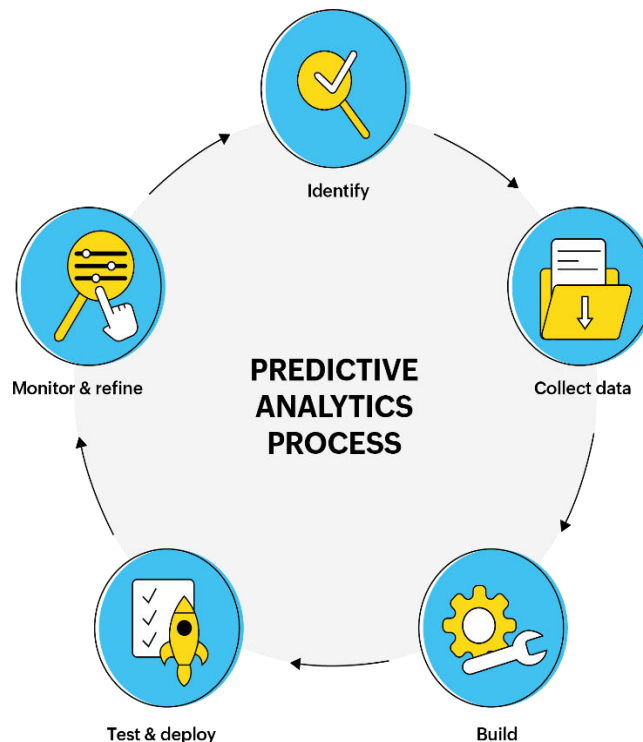 Identify
Monitor & refine
PREDICTIVE
ANALYTICS
PROCESS
Collect data
Test & deploy
Build